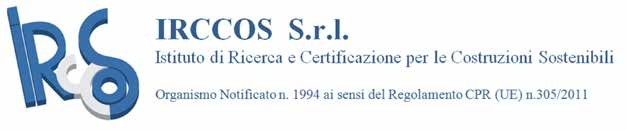 IRcCOS
IRCCOS S.r.l.
Istituto di Ricerca e Certificazione per le Costruzioni Sostenibili
Organismo Notificato n. 1994 ai sensi del Regolamento CPR (UE) n.305/2011